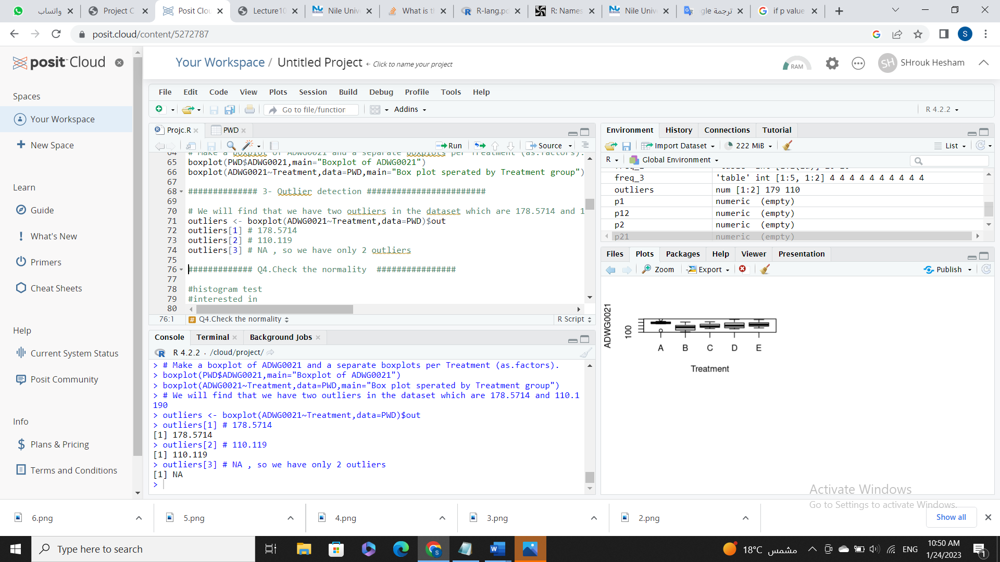 واتساب
Project C
Posit Clou
Lecture10
Nile Univ
What is th
R-lang.po
R: Names
Nile Univ
ترجمة gle
if p value
posit.cloud/content/5272787
S
posit Cloud
Your Workspace / Untitled Project ← Click to name your project
RAM
SH
SHrouk Hesham
Spaces
Your Workspace
New Space
Learn
Guide
What's New
Primers
Cheat Sheets
Help
Current System Status
Posit Community
Info
Plans & Pricing
Terms and Conditions
File Edit Code View Plots Session Build Debug Profile Tools Help
Go to file/function
Addins
R 4.2.2
Projc.R
PWD
Run
Source
64 # Make a boxplot of ADWG0021 and a separate boxplots per Treatment (as.factors).
65 boxplot(PWD$ADWG0021,main="Boxplot of ADWG0021")
66 boxplot(ADWG0021~Treatment,data=PWD,main="Box plot sperated by Treatment group")
67
68 ############## 3- Outlier detection ########################
69
70 # We will find that we have two outliers in the dataset which are 178.5714 and 1
71 outliers <- boxplot(ADWG0021~Treatment,data=PWD)$out
72 outliers[1] # 178.5714
73 outliers[2] # 110.119
74 outliers[3] # NA , so we have only 2 outliers
75
76 ############# Q4.Check the normality  ################
77
78 #histogram test
79 #interested in
80
76:1
# Q4.Check the normality
R Script
Console
Terminal
Background Jobs
R 4.2.2 · /cloud/project/
> # Make a boxplot of ADWG0021 and a separate boxplots per Treatment (as.factors).
> boxplot(PWD$ADWG0021,main="Boxplot of ADWG0021")
> boxplot(ADWG0021~Treatment,data=PWD,main="Box plot sperated by Treatment group")
> # We will find that we have two outliers in the dataset which are 178.5714 and 110.1
190
> outliers <- boxplot(ADWG0021~Treatment,data=PWD)$out
> outliers[1] # 178.5714
[1] 178.5714
> outliers[2] # 110.119
[1] 110.119
> outliers[3] # NA , so we have only 2 outliers
[1] NA
>
Environment History Connections Tutorial
Import Dataset
222 MiB
List
R
Global Environment
freq_3 'table' int [1:5, 1:2] 4 4 4 4 4 4 4 4 4 4
outliers num [1:2] 179 110
p1 numeric (empty)
p12 numeric (empty)
p2 numeric (empty)
p21 numeric (empty)
Files Plots Packages Help Viewer Presentation
Zoom
Export
Publish
ADWG0021
100
A B C D E
Treatment
Activate Windows
Go to Settings to activate Windows.
6.png
5.png
4.png
3.png
2.png
Show all
Type here to search
18°C مشمس
ENG
10:50 AM
1/24/2023
1